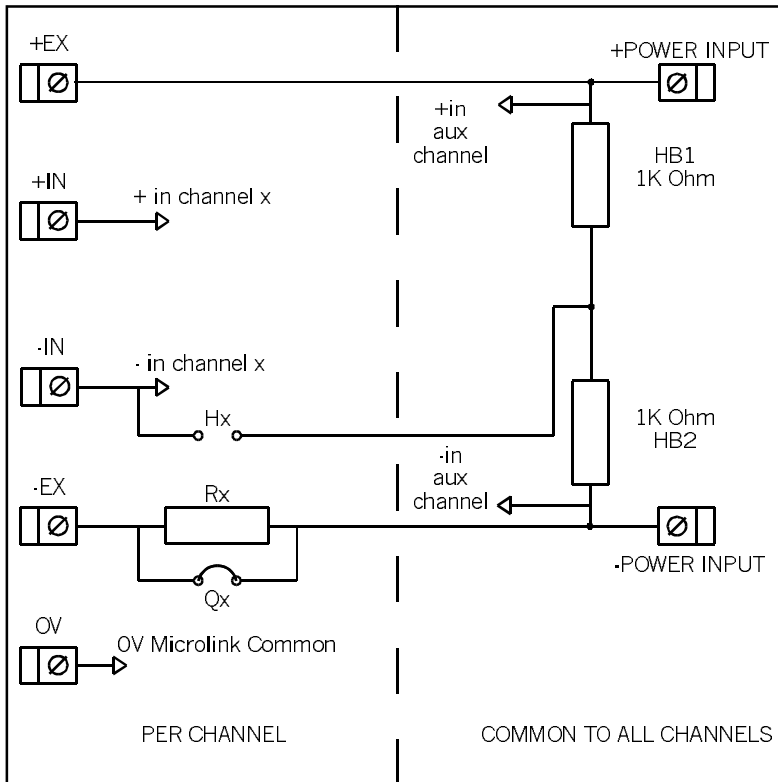 +EX
+POWER INPUT
+in
aux
channel
HB1
1K Ohm
+IN
+ in channel x
-IN
- in channel x
Hx
1K Ohm
HB2
-in
aux
channel
-EX
Rx
Qx
-POWER INPUT
0V
0V Microlink Common
PER CHANNEL
COMMON TO ALL CHANNELS